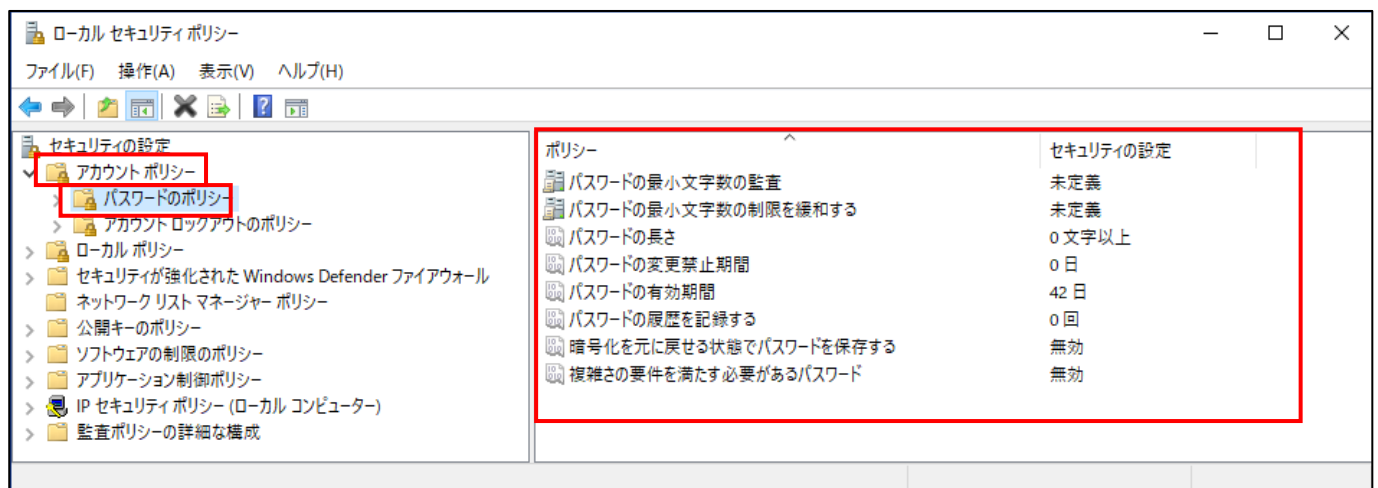 ローカル セキュリティ ポリシー
ファイル(F) 操作(A) 表示(V) ヘルプ(H)
セキュリティの設定
アカウント ポリシー
パスワードのポリシー
アカウント ロックアウトのポリシー
ローカル ポリシー
セキュリティが強化された Windows Defender ファイアウォール
ネットワーク リスト マネージャー ポリシー
公開キーのポリシー
ソフトウェアの制限のポリシー
アプリケーション制御ポリシー
IP セキュリティ ポリシー (ローカル コンピューター)
監査ポリシーの詳細な構成
ポリシー セキュリティの設定
パスワードの最小文字数の監査 未定義
パスワードの最小文字数の制限を緩和する 未定義
パスワードの長さ 0 文字以上
パスワードの変更禁止期間 0 日
パスワードの有効期間 42 日
パスワードの履歴を記録する 0 回
暗号化を元に戻せる状態でパスワードを保存する 無効
複雑さの要件を満たす必要があるパスワード 無効